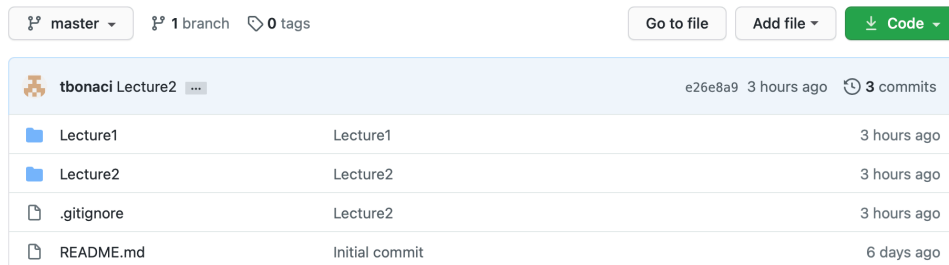 master 1 branch 0 tags Go to file Add file Code
tbonaci Lecture2 ... e26e8a9 3 hours ago 3 commits
Lecture1 Lecture1 3 hours ago
Lecture2 Lecture2 3 hours ago
.gitignore Lecture2 3 hours ago
README.md Initial commit 6 days ago